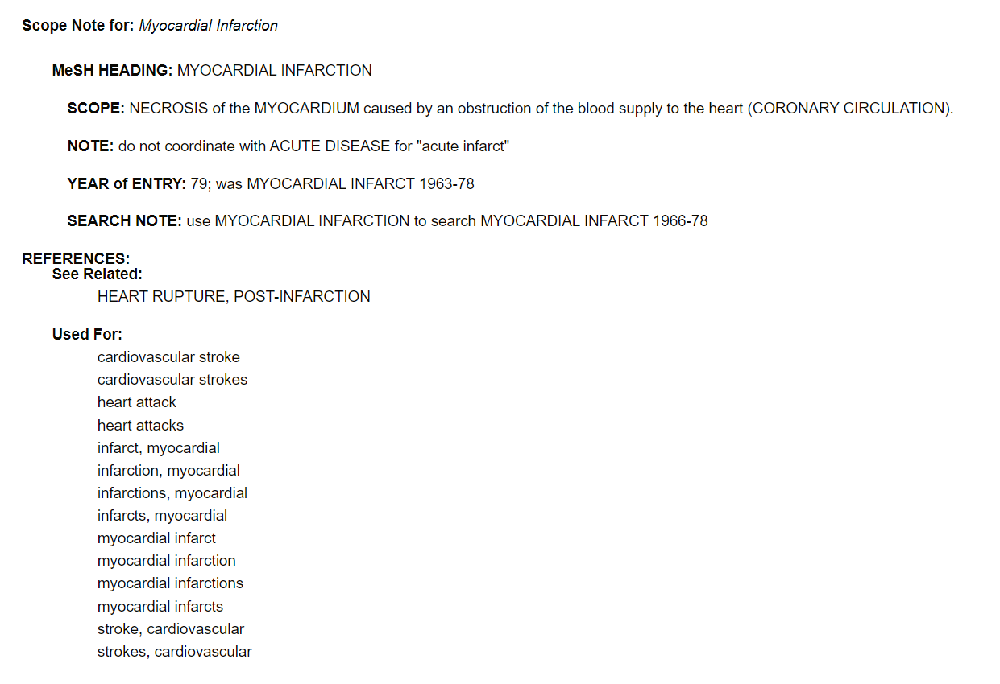 Scope Note for: Myocardial Infarction
MeSH HEADING: MYOCARDIAL INFARCTION
SCOPE: NECROSIS of the MYOCARDIUM caused by an obstruction of the blood supply to the heart (CORONARY CIRCULATION).
NOTE: do not coordinate with ACUTE DISEASE for "acute infarct"
YEAR of ENTRY: 79; was MYOCARDIAL INFARCT 1963-78
SEARCH NOTE: use MYOCARDIAL INFARCTION to search MYOCARDIAL INFARCT 1966-78
REFERENCES:
See Related:
HEART RUPTURE, POST-INFARCTION
Used For:
cardiovascular stroke
cardiovascular strokes
heart attack
heart attacks
infarct, myocardial
infarction, myocardial
infarctions, myocardial
infarcts, myocardial
myocardial infarct
myocardial infarction
myocardial infarctions
myocardial infarcts
stroke, cardiovascular
strokes, cardiovascular